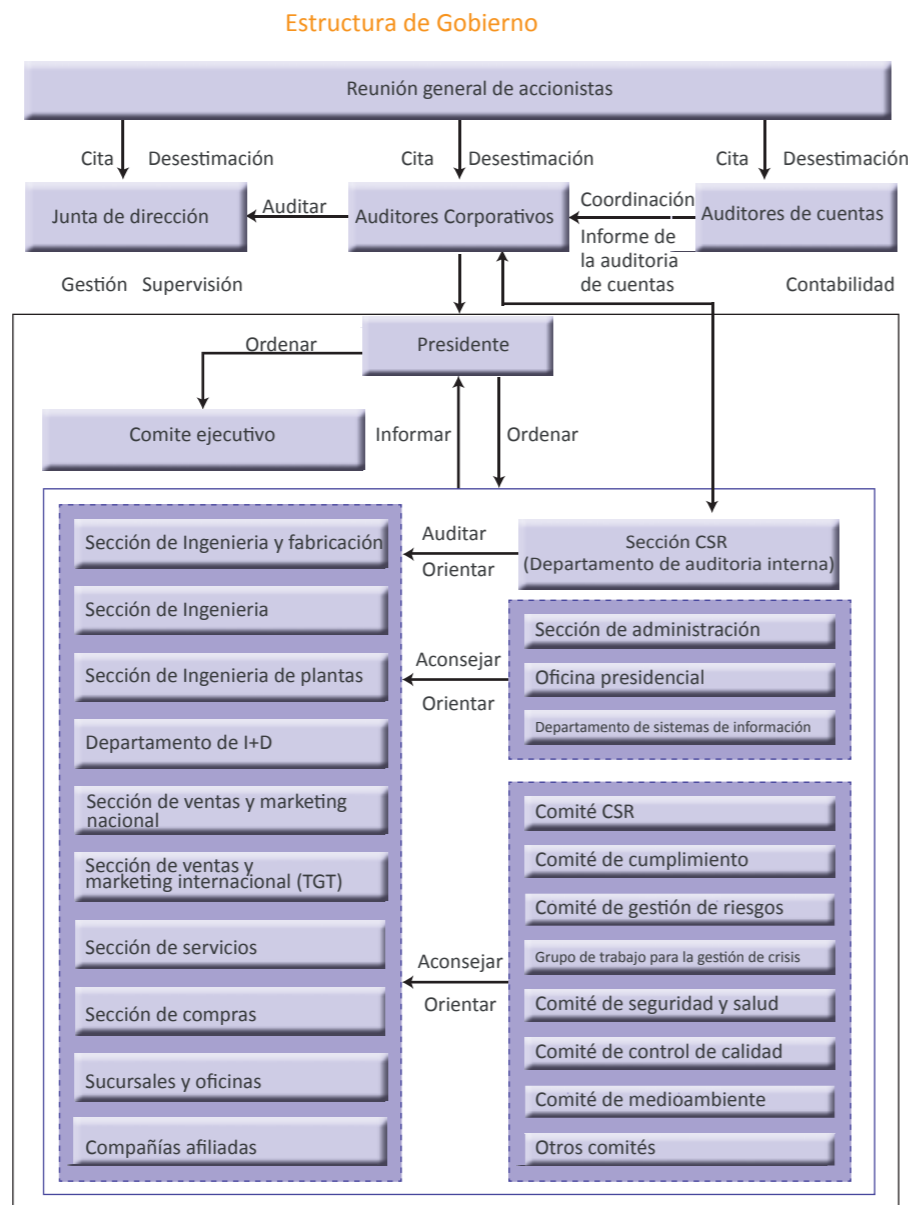 Estructura de Gobierno
Reunión general de accionistas
Cita Desestimación
Cita Desestimación
Cita Desestimación
Junta de dirección
Auditar
Auditores Corporativos
Coordinación
Auditores de cuentas
Informe de
la auditoria
de cuentas
Gestión Supervisión
Contabilidad
Presidente
Ordenar
Comite ejecutivo
Informar
Ordenar
Sección de Ingenieria y fabricación
Sección de Ingenieria
Sección de Ingenieria de plantas
Departamento de I+D
Sección de ventas y marketing
nacional
Sección de ventas y
marketing internacional (TGT)
Sección de servicios
Sección de compras
Sucursales y oficinas
Compañías afiliadas
Auditar
Orientar
Sección CSR
(Departamento de auditoria interna)
Aconsejar
Orientar
Sección de administración
Oficina presidencial
Departamento de sistemas de información
Aconsejar
Orientar
Comité CSR
Comité de cumplimiento
Comité de gestión de riesgos
Grupo de trabajo para la gestión de crisis
Comité de seguridad y salud
Comité de control de calidad
Comité de medioambiente
Otros comités